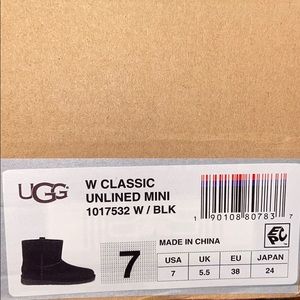 UGG
W CLASSIC
UNLINED MINI
1017532 W / BLK
1 90108 80783 7
7
MADE IN CHINA
EPC
USA UK EU JAPAN
7 5.5 38 24